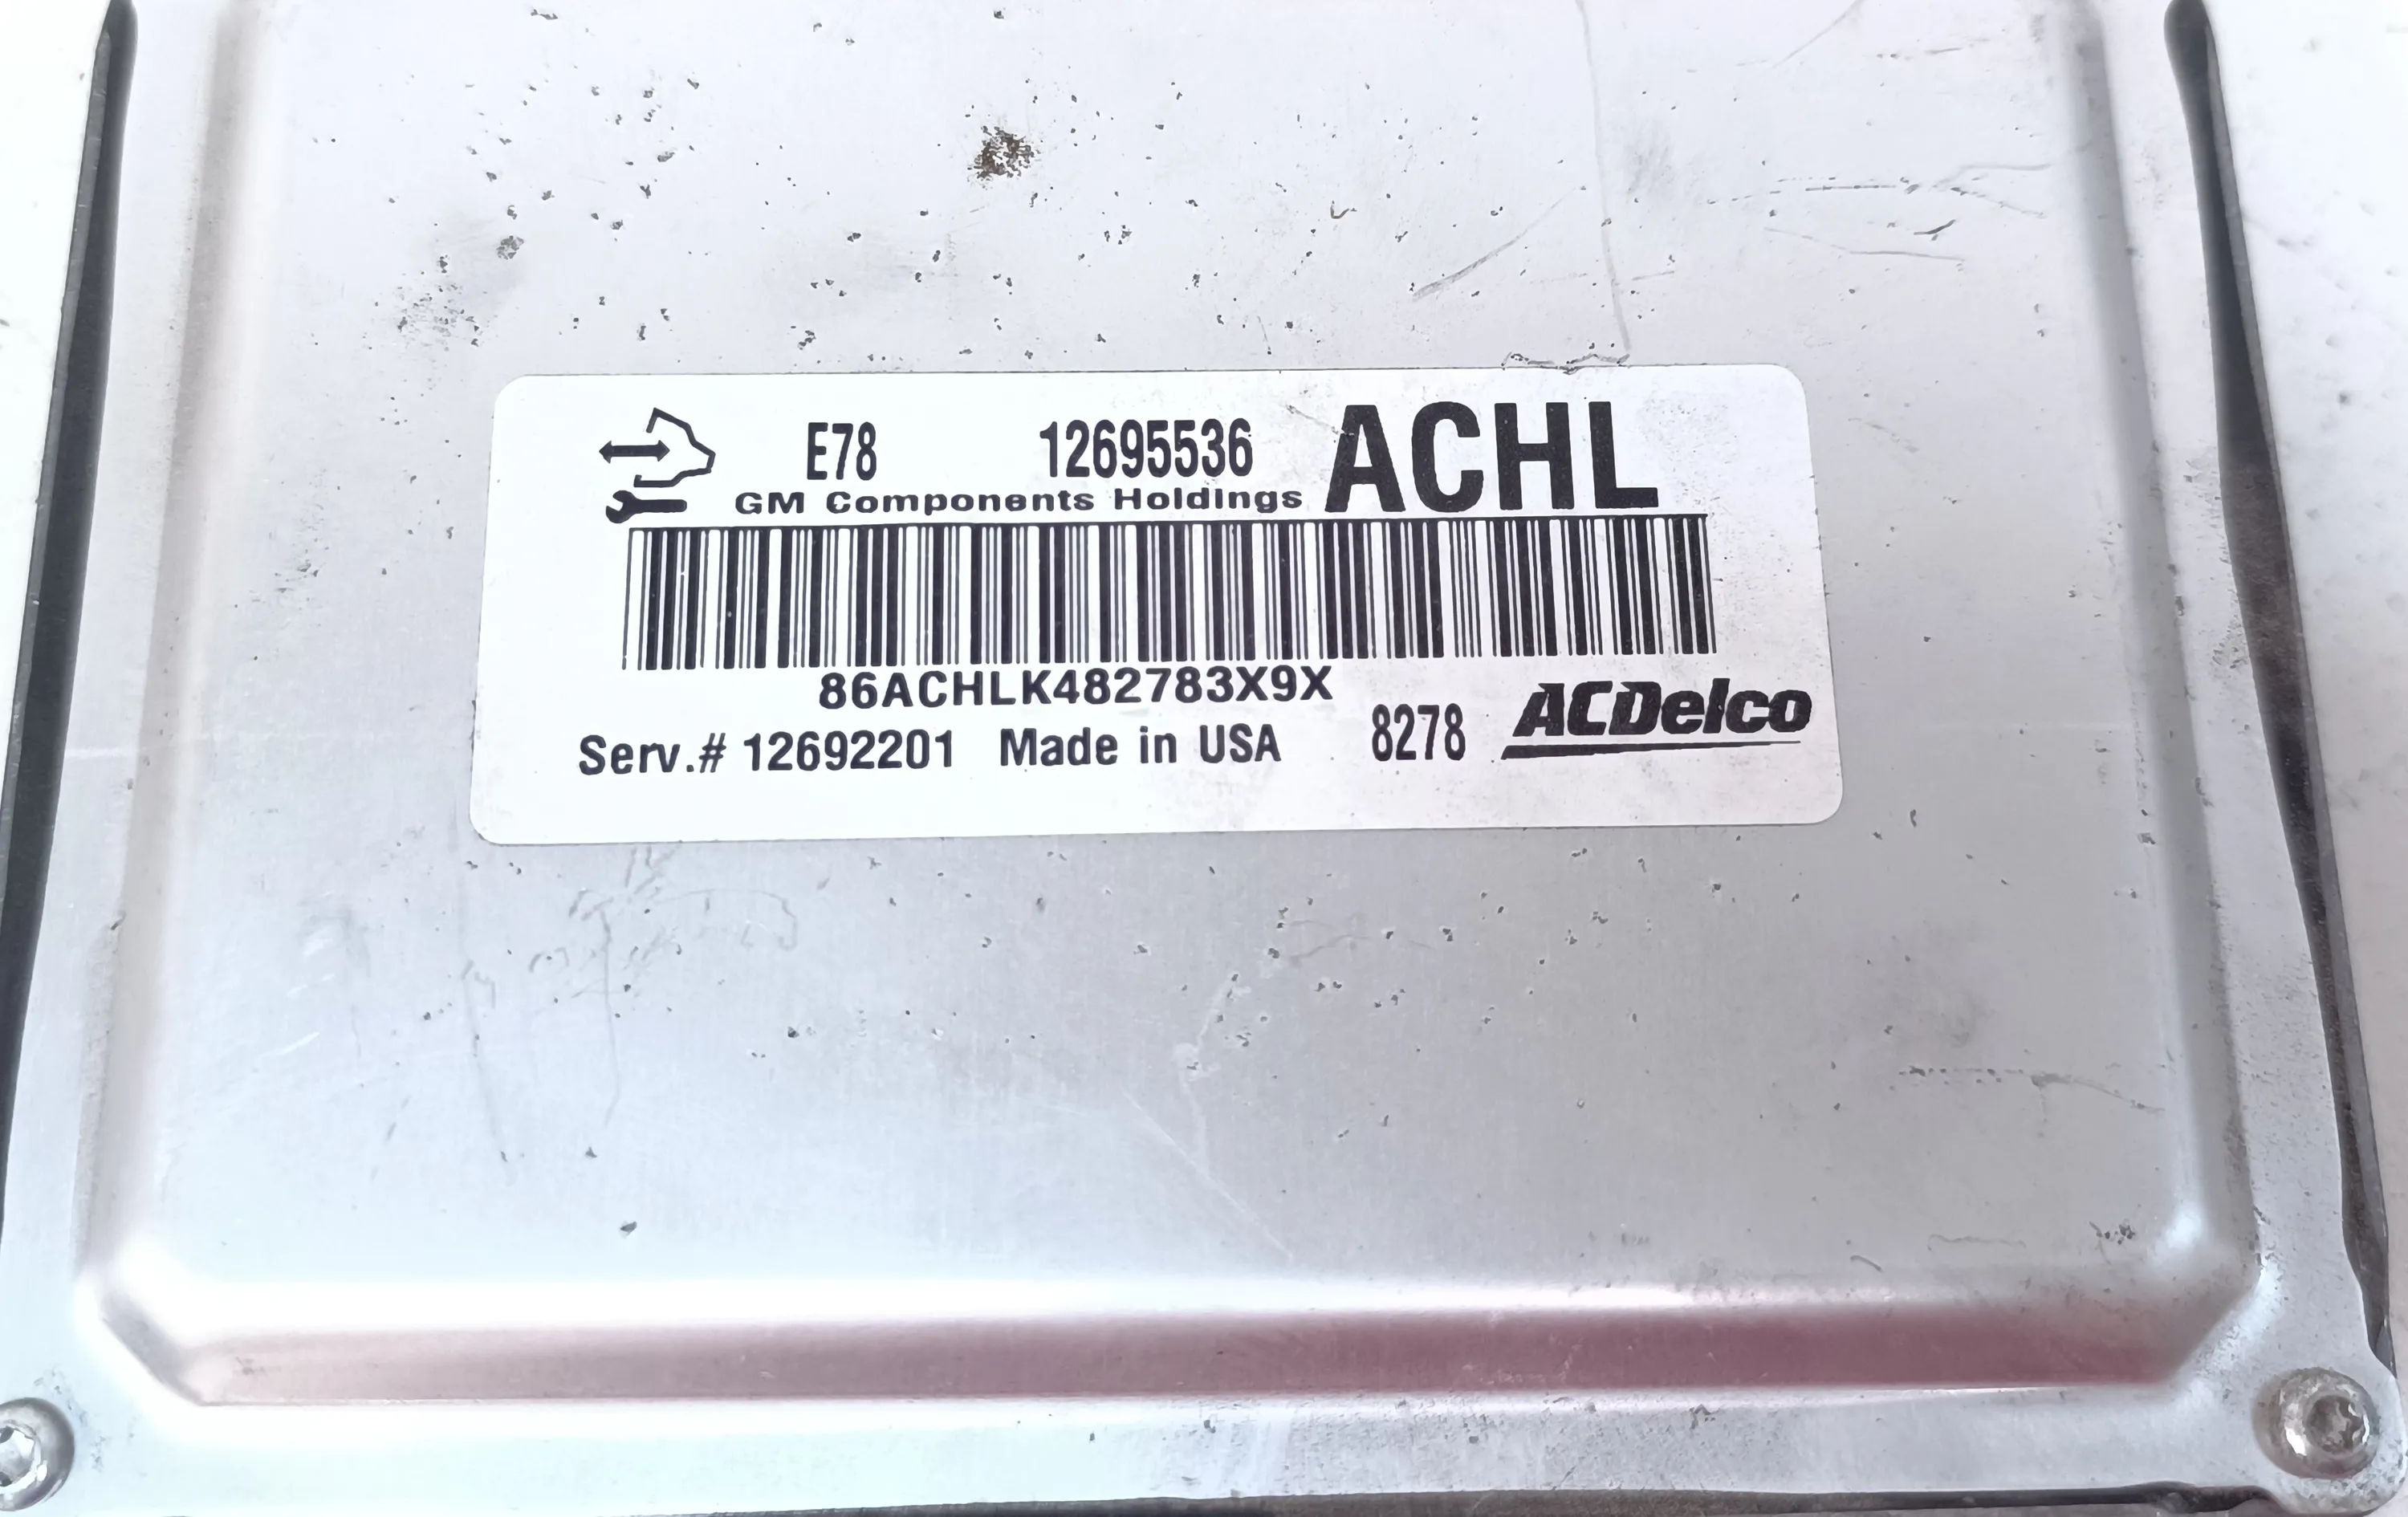 E78 12695536 ACHL
GM Components Holdings
86ACHLK482783X9X
Serv.# 12692201 Made in USA 8278 ACDelco